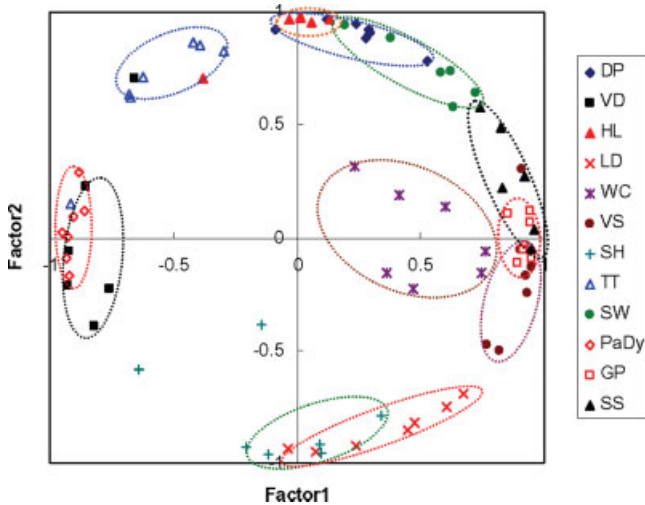 1
0.5
0
-0.5
-1
-1
-0.5
0
0.5
1
Factor2
Factor1
DP
VD
HL
LD
WC
VS
SH
TT
SW
PaDy
GP
SS